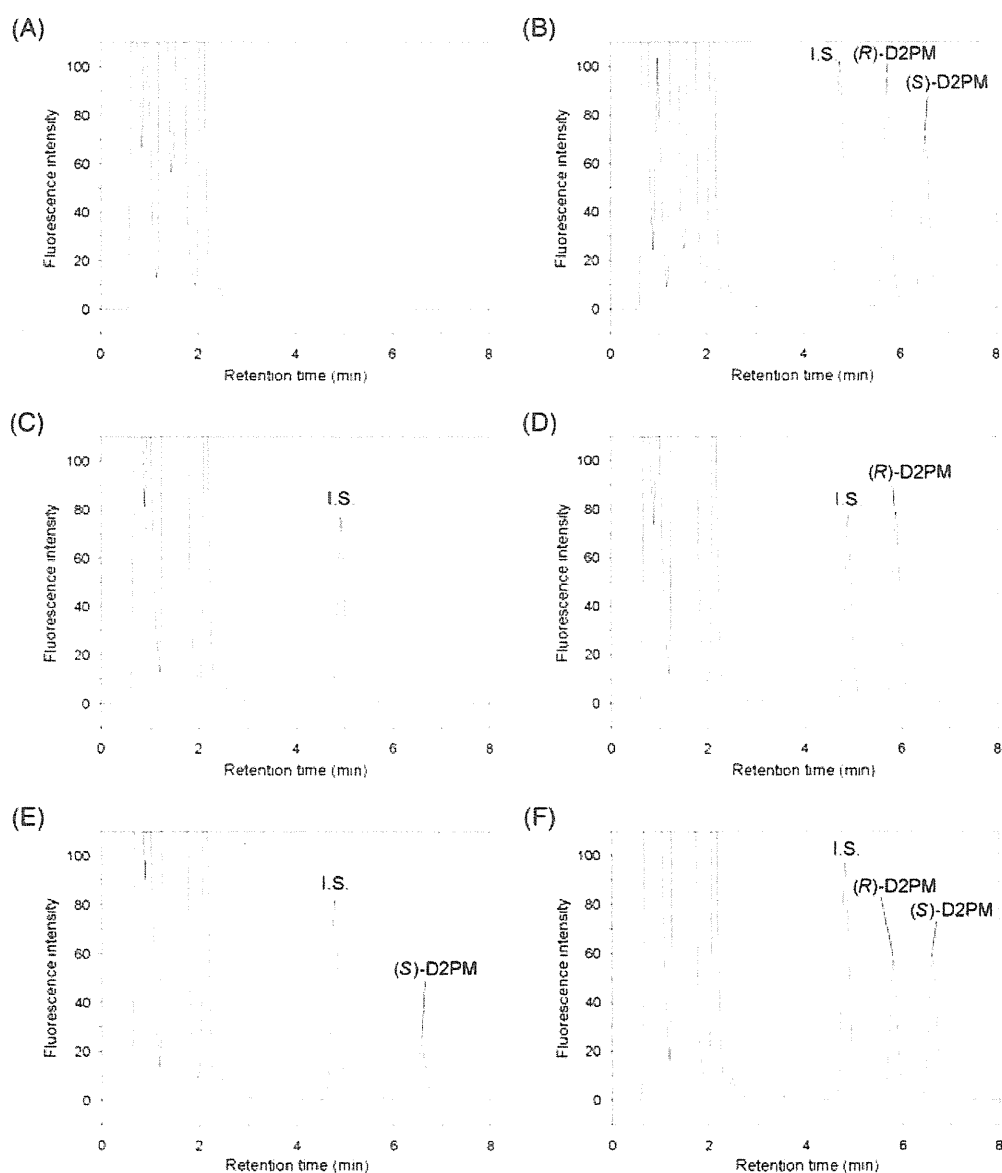 (A)
Fluorescence intensity
100
80
60
40
20
0
0 2 4 6 8
Retention time (min)
(B)
I.S. (R)-D2PM
(S)-D2PM
Fluorescence intensity
100
80
60
40
20
0
0 2 4 6 8
Retention time (min)
(C)
I.S.
Fluorescence intensity
100
80
60
40
20
0
0 2 4 6 8
Retention time (min)
(D)
(R)-D2PM
I.S.
Fluorescence intensity
100
80
60
40
20
0
0 2 4 6 8
Retention time (min)
(E)
I.S.
(S)-D2PM
Fluorescence intensity
100
80
60
40
20
0
0 2 4 6 8
Retention time (min)
(F)
I.S.
(R)-D2PM
(S)-D2PM
Fluorescence intensity
100
80
60
40
20
0
0 2 4 6 8
Retention time (min)